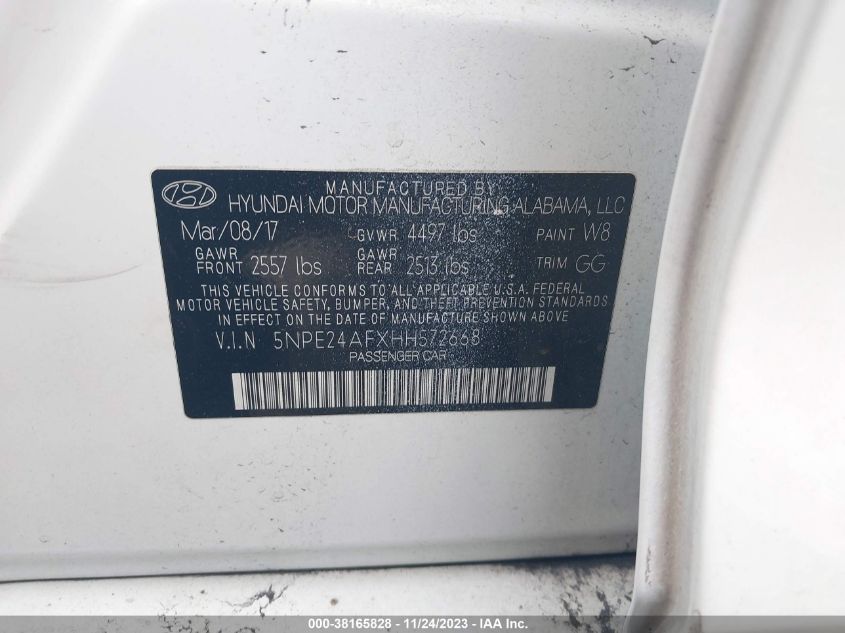 MANUFACTURED BY
HYUNDAI MOTOR MANUFACTURING ALABAMA, LLC
Mar/08/17 GVWR 4497 lbs PAINT W8
GAWR FRONT 2557 lbs GAWR REAR 2513 lbs TRIM GG
THIS VEHICLE CONFORMS TO ALL APPLICABLE U.S.A. FEDERAL
MOTOR VEHICLE SAFETY, BUMPER, AND THEFT PREVENTION STANDARDS
IN EFFECT ON THE DATE OF MANUFACTURE SHOWN ABOVE
V.I.N 5NPE24AFXHH572668
PASSENGER CAR
000-38165828 - 11/24/2023 - IAA Inc.